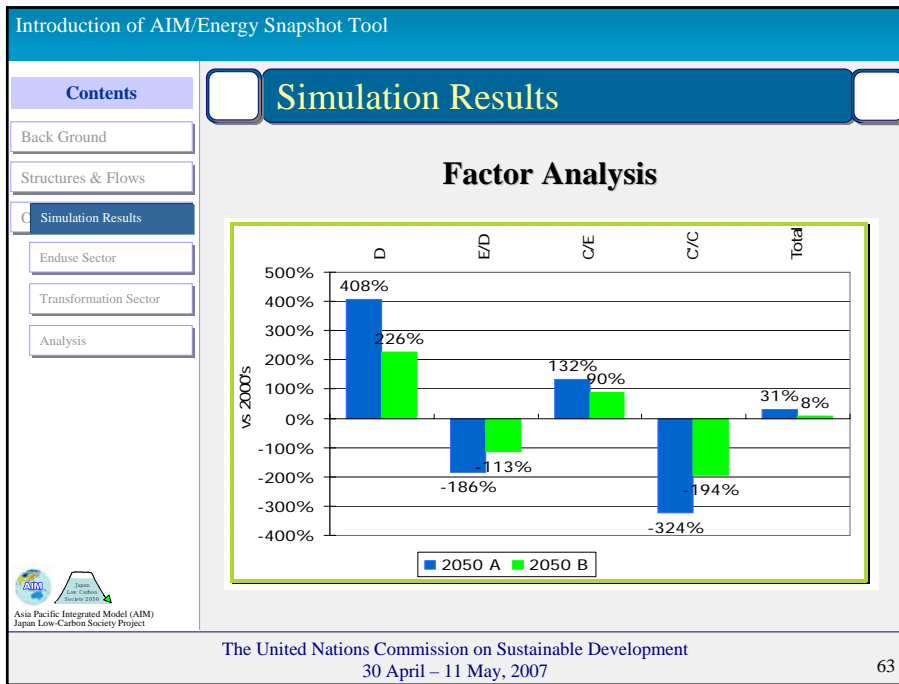 Introduction of AIM/Energy Snapshot Tool
Contents
Back Ground
Structures & Flows
C
Simulation Results
Enduse Sector
Transformation Sector
Analysis
Simulation Results
Factor Analysis
D E/D C/E C'/C Total
500%
400%
300%
200%
100%
0%
-100%
-200%
-300%
-400%
vs 2000's
408%
226%
-186%
-113%
132%
90%
-324%
-194%
31%
8%
2050 A 2050 B
AIM
Japan
Low Carbon
Society 2050
Asia Pacific Integrated Model (AIM)
Japan Low-Carbon Society Project
The United Nations Commission on Sustainable Development
30 April – 11 May, 2007
63